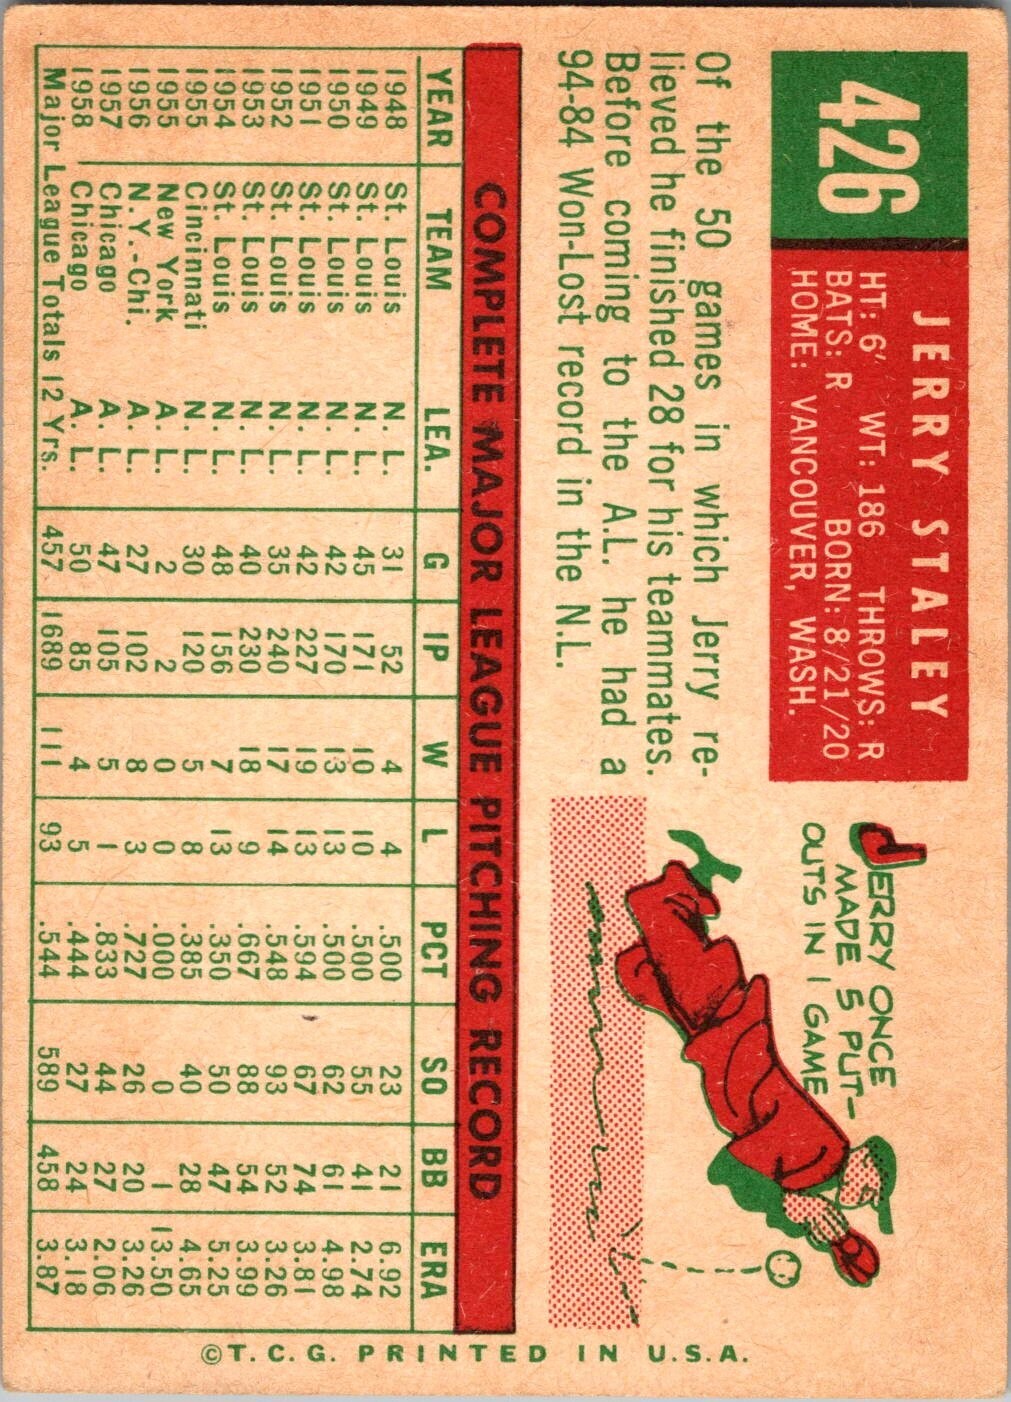 426
JERRY STALEY
HT: 6' WT: 186 THROWS: R
BATS: R BORN: 8/21/20
HOME: VANCOUVER, WASH.
Of the 50 games in which Jerry re-
lieved he finished 28 for his teammates.
Before coming to the A.L. he had a
94-84 Won-Lost record in the N.L.
JERRY ONCE
MADE 5 PUT-
OUTS IN 1 GAME
COMPLETE MAJOR LEAGUE PITCHING RECORD
YEAR TEAM LEA. G IP W L PCT SO BB ERA
1948 St. Louis N. L. 31 52 4 4 .500 23 21 6.92
1949 St. Louis N. L. 45 171 10 10 .500 55 41 2.74
1950 St. Louis N. L. 42 170 13 13 .500 62 61 4.98
1951 St. Louis N. L. 42 227 19 13 .594 67 74 3.81
1952 St. Louis N. L. 35 240 17 14 .548 93 52 3.26
1953 St. Louis N. L. 40 230 18 9 .667 88 54 3.99
1954 St. Louis N. L. 48 156 7 13 .350 50 47 5.25
1955 Cincinnati N. L. 30 120 5 8 .385 40 28 4.65
1955 New York A. L. 2 2 0 0 .000 0 1 13.50
1956 N.Y.-Chi. A. L. 27 102 8 3 .727 26 20 3.26
1957 Chicago A. L. 47 105 5 1 .833 44 27 2.06
1958 Chicago A. L. 50 85 4 5 .444 27 24 3.18
Major League Totals 12 Yrs. 457 1689 111 93 .544 589 458 3.87
©T.C.G. PRINTED IN U.S.A.